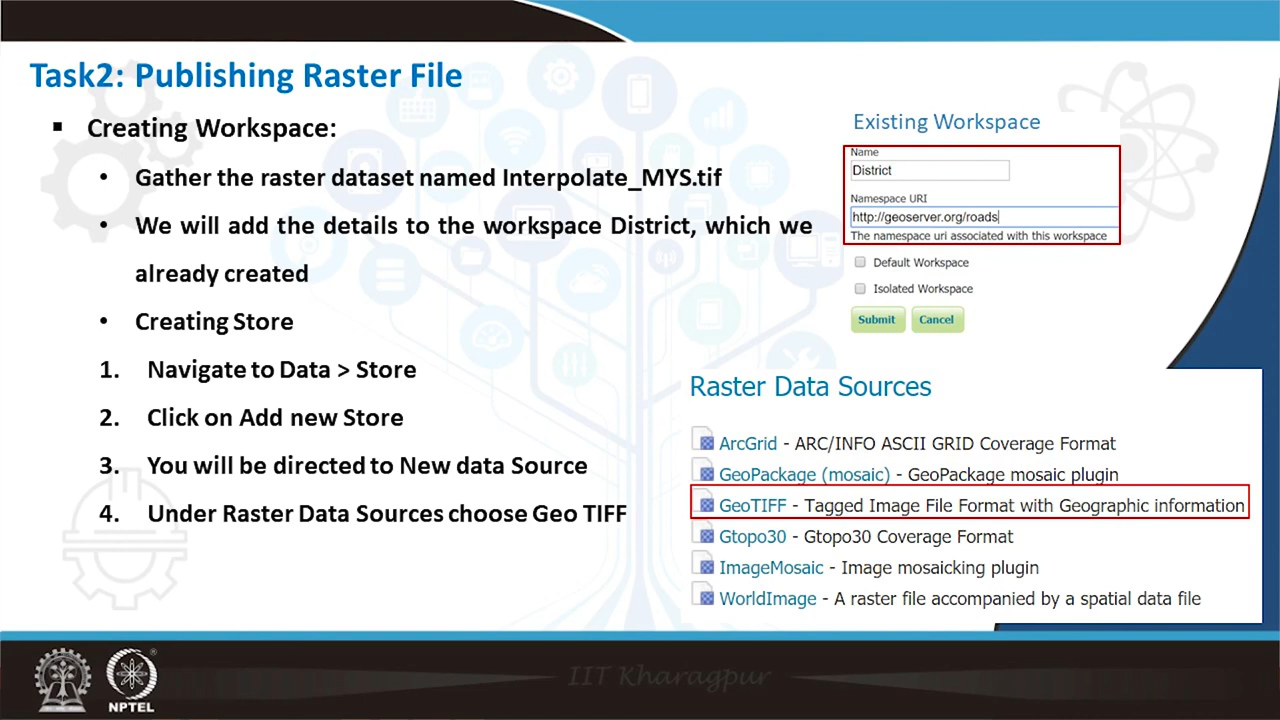 Task2: Publishing Raster File
▪ Creating Workspace:
• Gather the raster dataset named Interpolate_MYS.tif
• We will add the details to the workspace District, which we
already created
• Creating Store
1. Navigate to Data > Store
2. Click on Add new Store
3. You will be directed to New data Source
4. Under Raster Data Sources choose Geo TIFF
Existing Workspace
Name
District
Namespace URI
http://geoserver.org/roads
The namespace uri associated with this workspace
Default Workspace
Isolated Workspace
Submit Cancel
Raster Data Sources
ArcGrid - ARC/INFO ASCII GRID Coverage Format
GeoPackage (mosaic) - GeoPackage mosaic plugin
GeoTIFF - Tagged Image File Format with Geographic information
Gtopo30 - Gtopo30 Coverage Format
ImageMosaic - Image mosaicking plugin
WorldImage - A raster file accompanied by a spatial data file
IIT Kharagpur
NPTEL